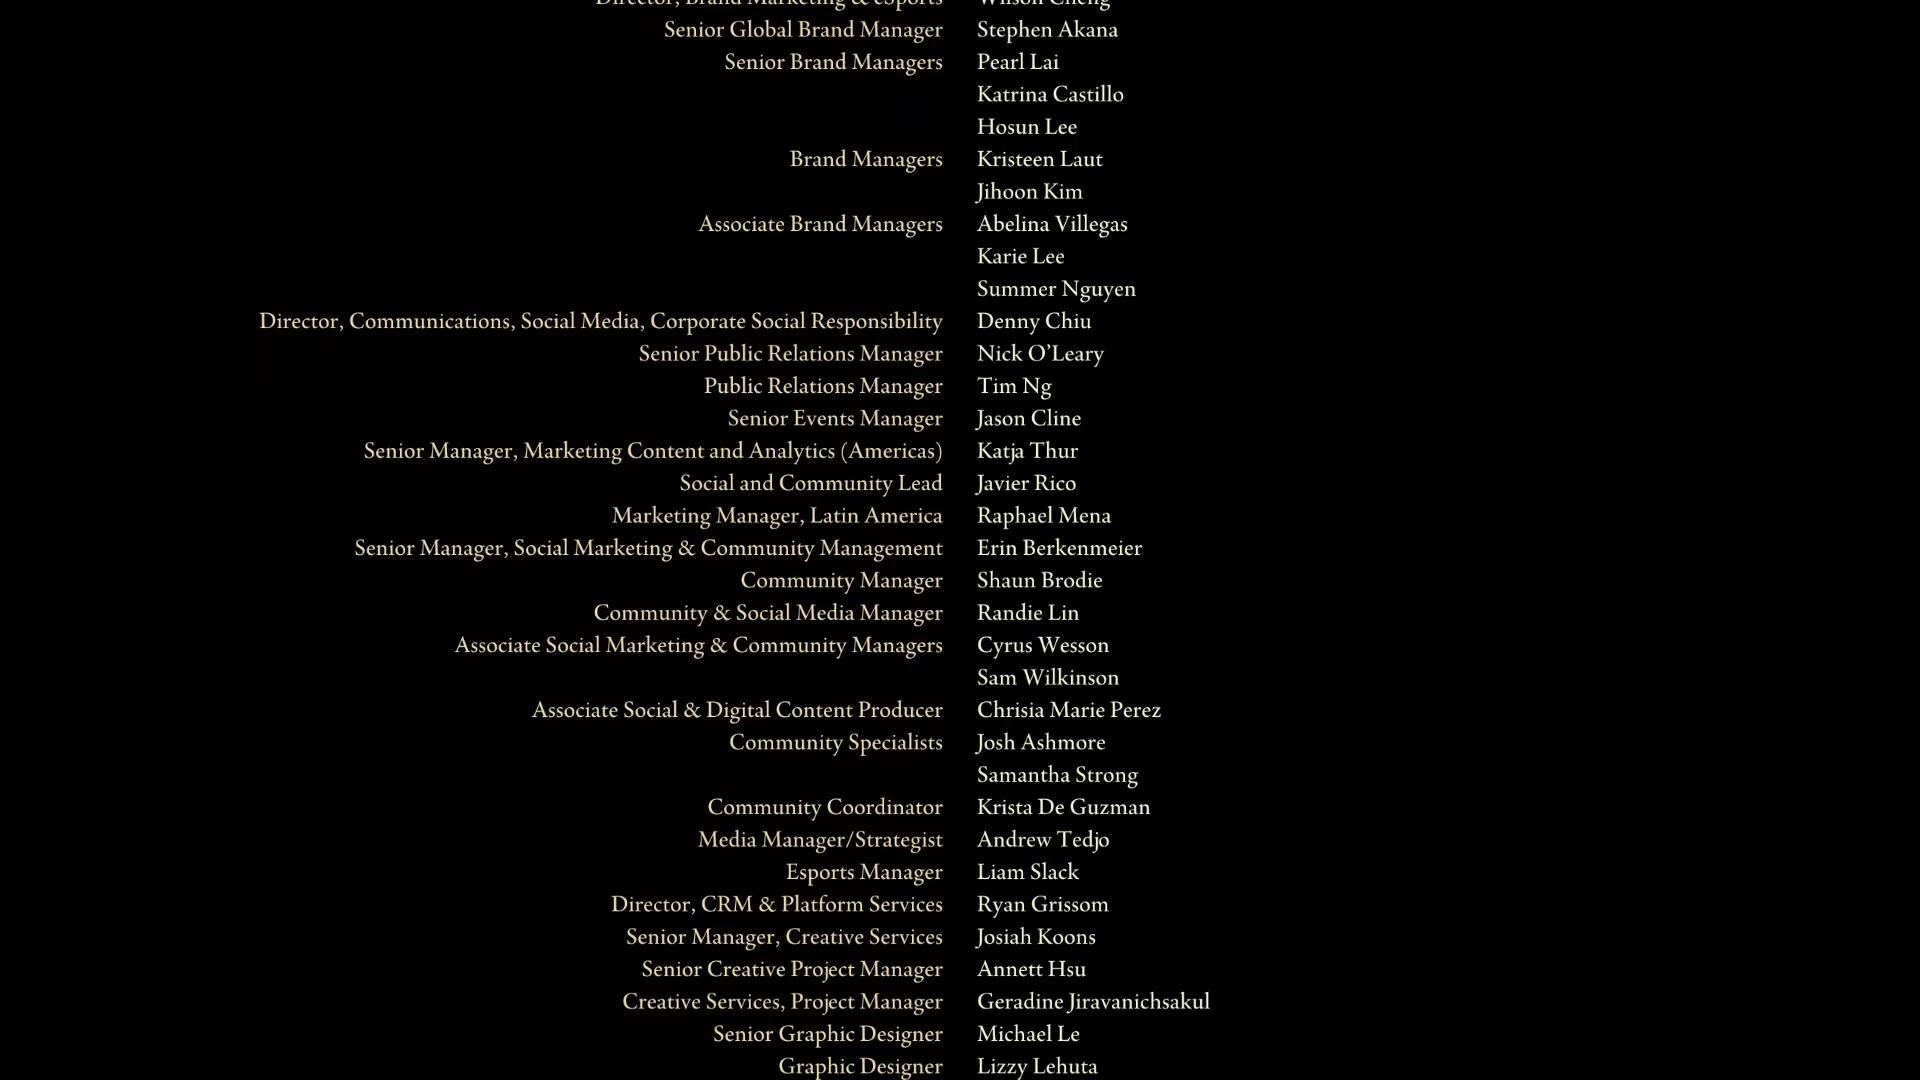 Director, Brand Marketing & eSports Wilson Cheng
Senior Global Brand Manager Stephen Akana
Senior Brand Managers Pearl Lai
Katrina Castillo
Hosun Lee
Brand Managers Kristeen Laut
Jihoon Kim
Associate Brand Managers Abelina Villegas
Karie Lee
Summer Nguyen
Director, Communications, Social Media, Corporate Social Responsibility Denny Chiu
Senior Public Relations Manager Nick O’Leary
Public Relations Manager Tim Ng
Senior Events Manager Jason Cline
Senior Manager, Marketing Content and Analytics (Americas) Katja Thur
Social and Community Lead Javier Rico
Marketing Manager, Latin America Raphael Mena
Senior Manager, Social Marketing & Community Management Erin Berkenmeier
Community Manager Shaun Brodie
Community & Social Media Manager Randie Lin
Associate Social Marketing & Community Managers Cyrus Wesson
Sam Wilkinson
Associate Social & Digital Content Producer Chrisia Marie Perez
Community Specialists Josh Ashmore
Samantha Strong
Community Coordinator Krista De Guzman
Media Manager/Strategist Andrew Tedjo
Esports Manager Liam Slack
Director, CRM & Platform Services Ryan Grissom
Senior Manager, Creative Services Josiah Koons
Senior Creative Project Manager Annett Hsu
Creative Services, Project Manager Geradine Jiravanichsakul
Senior Graphic Designer Michael Le
Graphic Designer Lizzy Lehuta